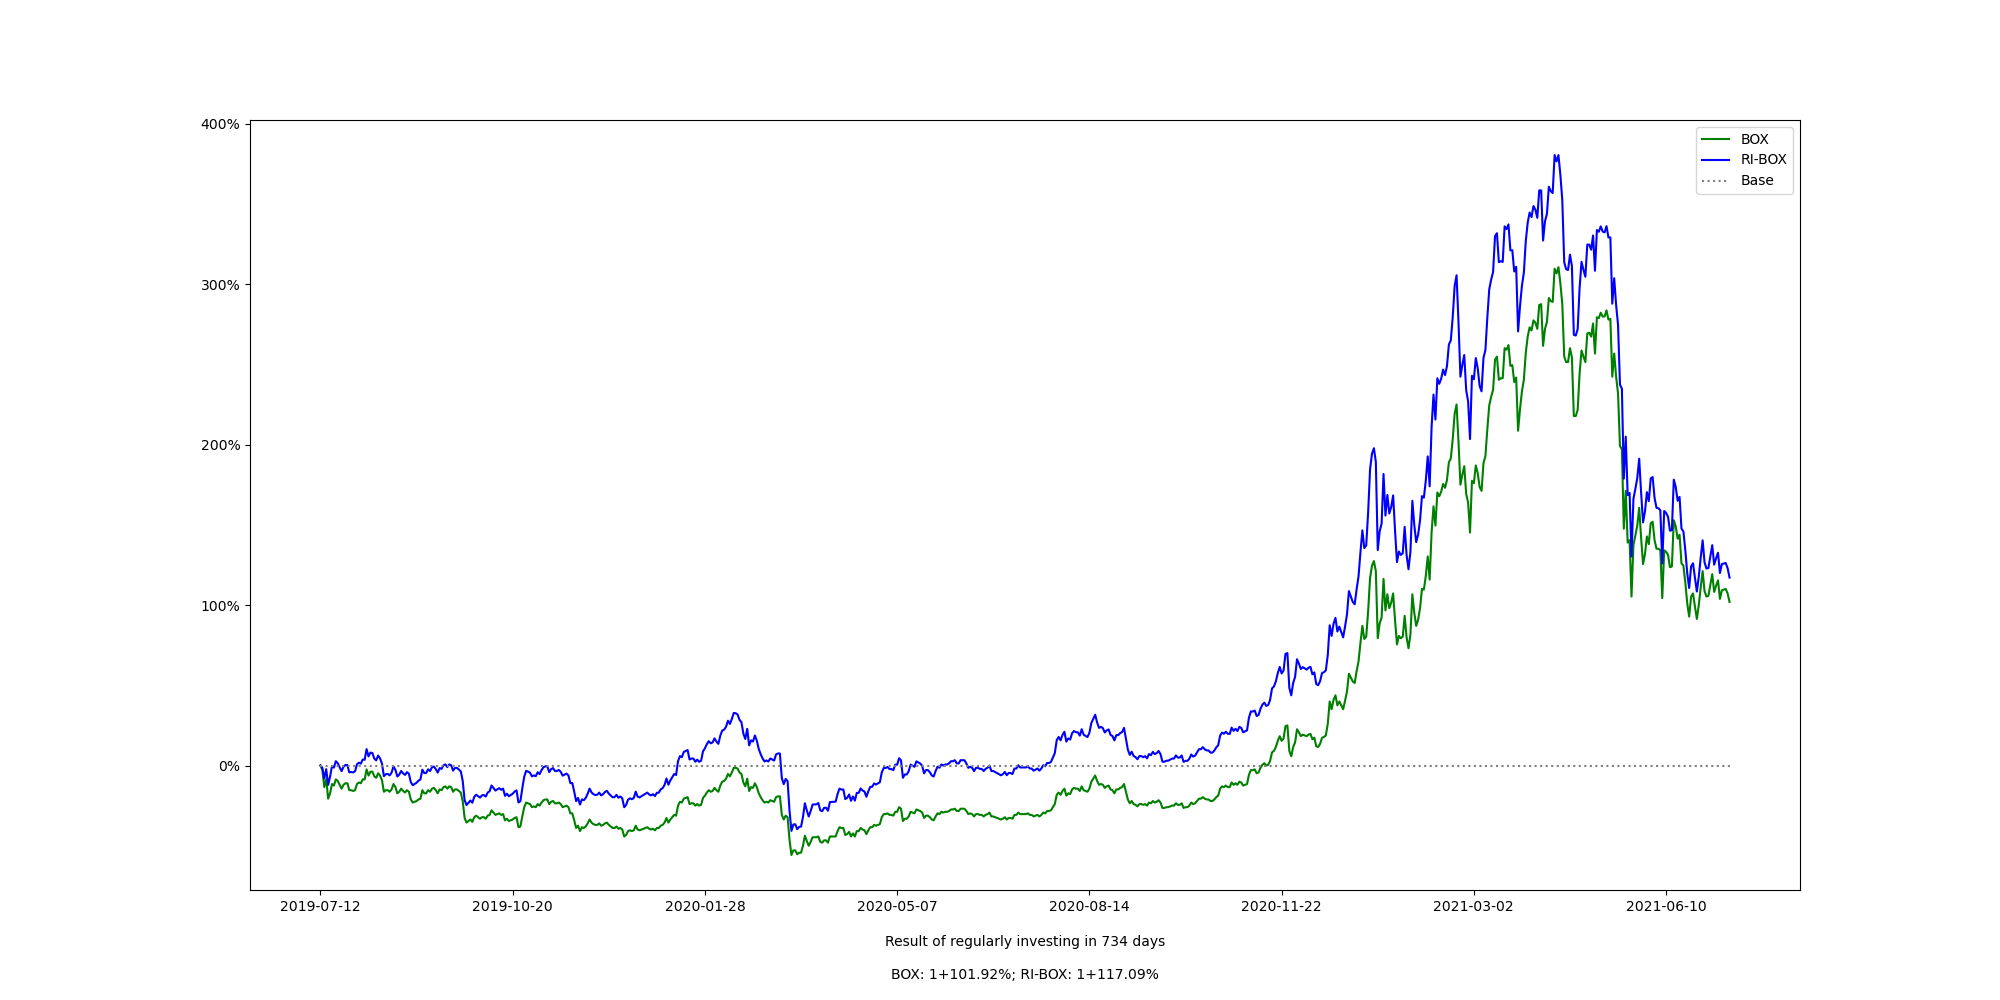 400%
300%
200%
100%
0%
BOX
RI-BOX
Base
2019-07-12 2019-10-20 2020-01-28 2020-05-07 2020-08-14 2020-11-22 2021-03-02 2021-06-10
Result of regularly investing in 734 days
BOX: 1+101.92%; RI-BOX: 1+117.09%